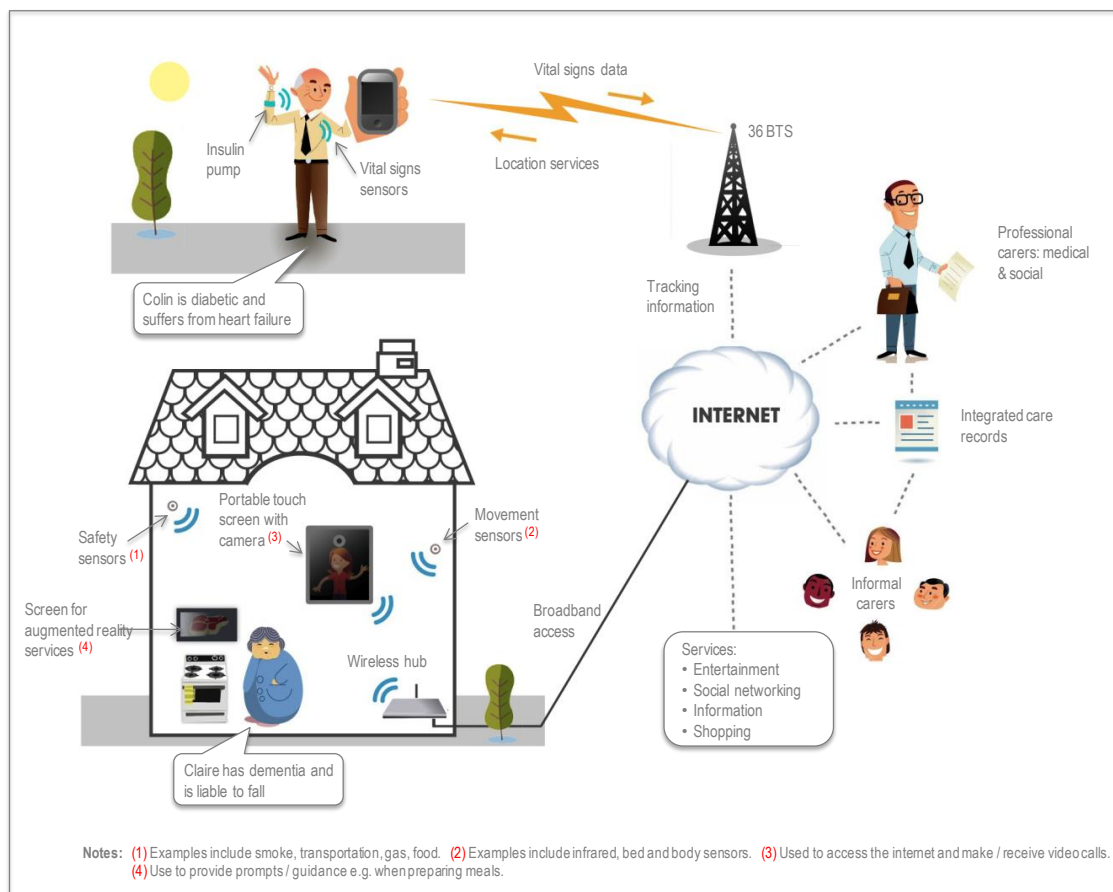 Vital signs data
36 BTS
Insulin
pump
Vital signs
sensors
Location services
Professional
carers: medical
& social
Colin is diabetic and
suffers from heart failure
Tracking
information
INTERNET
Integrated care
records
Portable touch
screen with
camera (3)
Safety
sensors (1)
Movement
sensors (2)
Screen for
augmented reality
services (4)
Wireless hub
Broadband
access
Informal
carers
Services:
• Entertainment
• Social networking
• Information
• Shopping
Claire has dementia and
is liable to fall
Notes: (1) Examples include smoke, transportation, gas, food. (2) Examples include infrared, bed and body sensors. (3) Used to access the internet and make / receive video calls.
(4) Use to provide prompts / guidance e.g. when preparing meals.